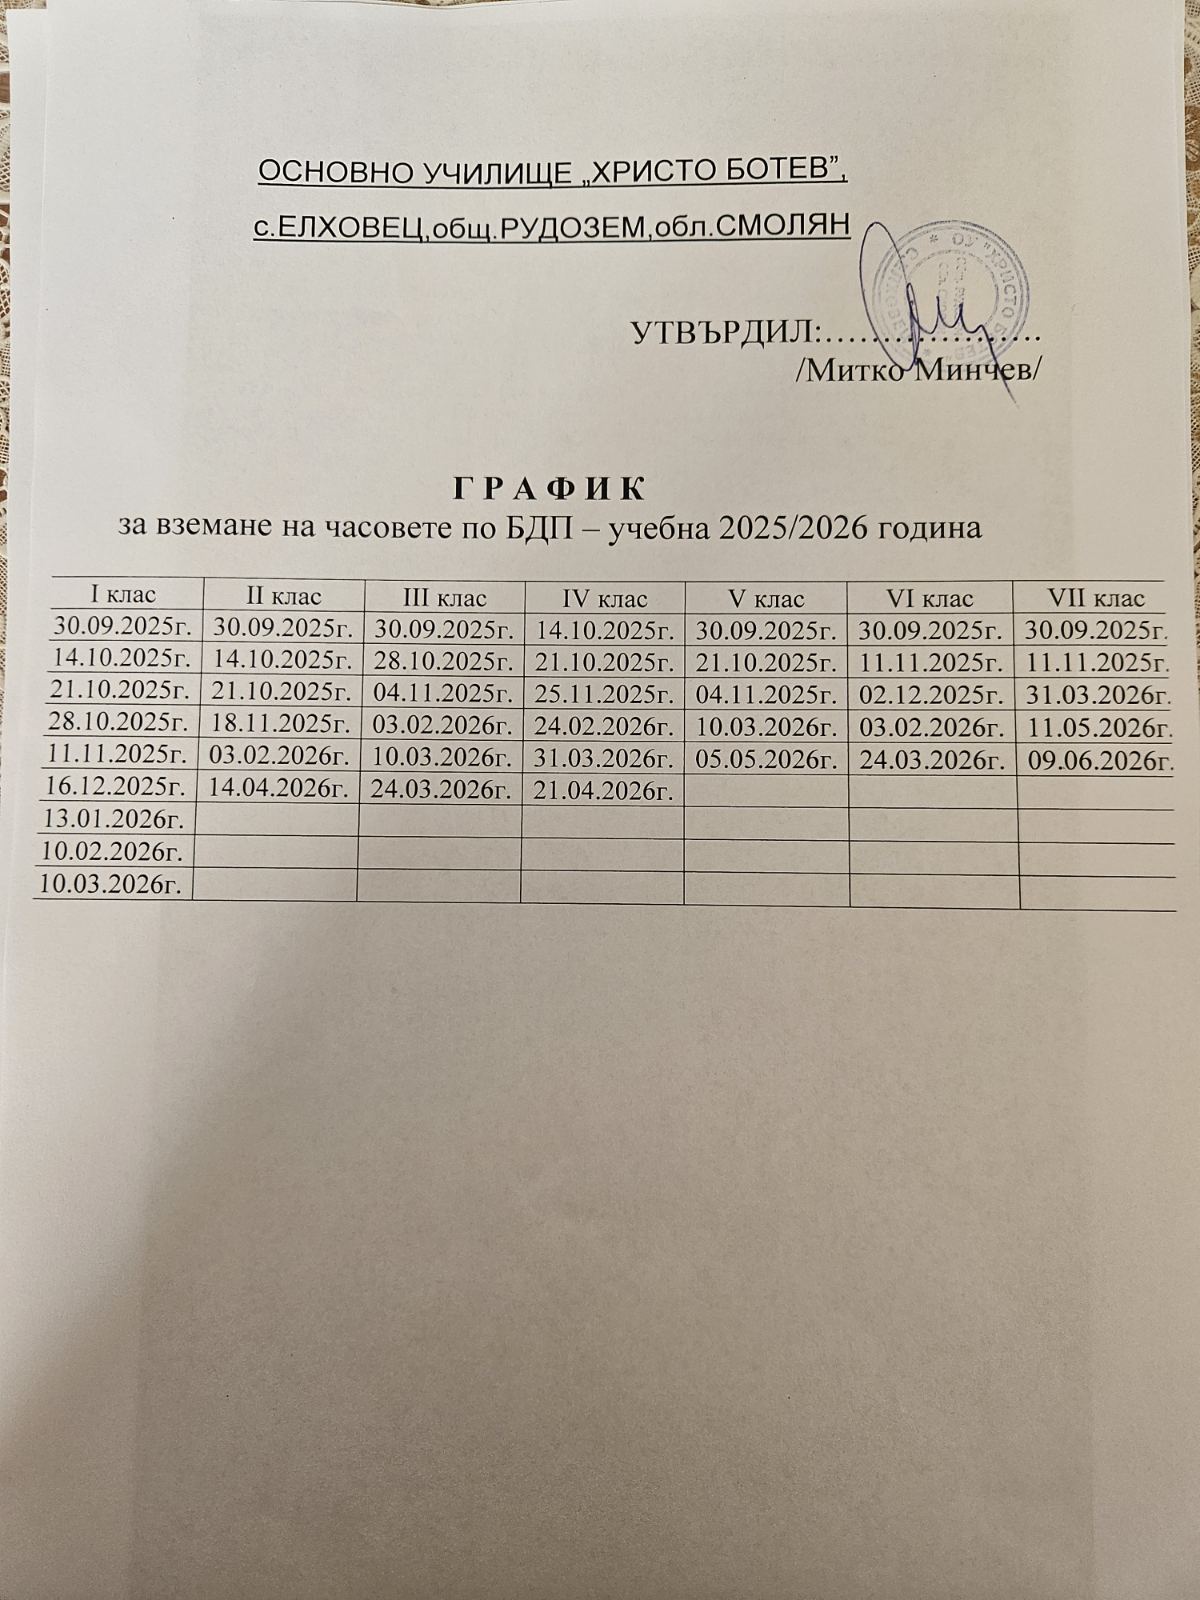 ОСНОВНО УЧИЛИЩЕ „ХРИСТО БОТЕВ”,
с.ЕЛХОВЕЦ,общ.РУДОЗЕМ,обл.СМОЛЯН
* ОУ "ХРИСТО
УТВЪРДИЛ:....................
/Митко Минчев/
Г Р А Ф И К
за вземане на часовете по БДП – учебна 2025/2026 година
I клас II клас III клас IV клас V клас VI клас VII клас
30.09.2025г. 30.09.2025г. 30.09.2025г. 14.10.2025г. 30.09.2025г. 30.09.2025г. 30.09.2025г.
14.10.2025г. 14.10.2025г. 28.10.2025г. 21.10.2025г. 21.10.2025г. 11.11.2025г. 11.11.2025г.
21.10.2025г. 21.10.2025г. 04.11.2025г. 25.11.2025г. 04.11.2025г. 02.12.2025г. 31.03.2026г.
28.10.2025г. 18.11.2025г. 03.02.2026г. 24.02.2026г. 10.03.2026г. 03.02.2026г. 11.05.2026г.
11.11.2025г. 03.02.2026г. 10.03.2026г. 31.03.2026г. 05.05.2026г. 24.03.2026г. 09.06.2026г.
16.12.2025г. 14.04.2026г. 24.03.2026г. 21.04.2026г.
13.01.2026г.
10.02.2026г.
10.03.2026г.